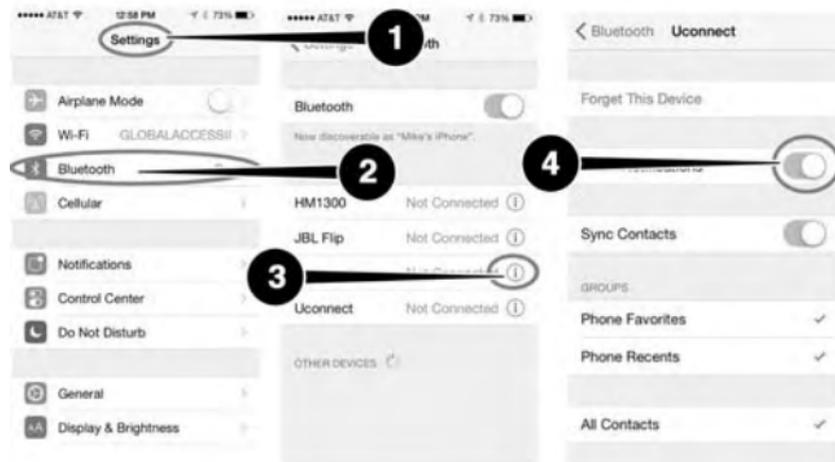 AT&T 12:58 PM 73%
Settings
1
Airplane Mode
Wi-Fi GLOBALACCESSII
2
Bluetooth
Cellular
Notifications
Control Center
Do Not Disturb
General
Display & Brightness
AT&T 73%
Bluetooth
Now discoverable as "Mike's iPhone".
HM1300 Not Connected
JBL Flip Not Connected
3
Not Connected
Uconnect Not Connected
OTHER DEVICES
Bluetooth Uconnect
Forget This Device
4
Sync Contacts
GROUPS
Phone Favorites
Phone Recents
All Contacts